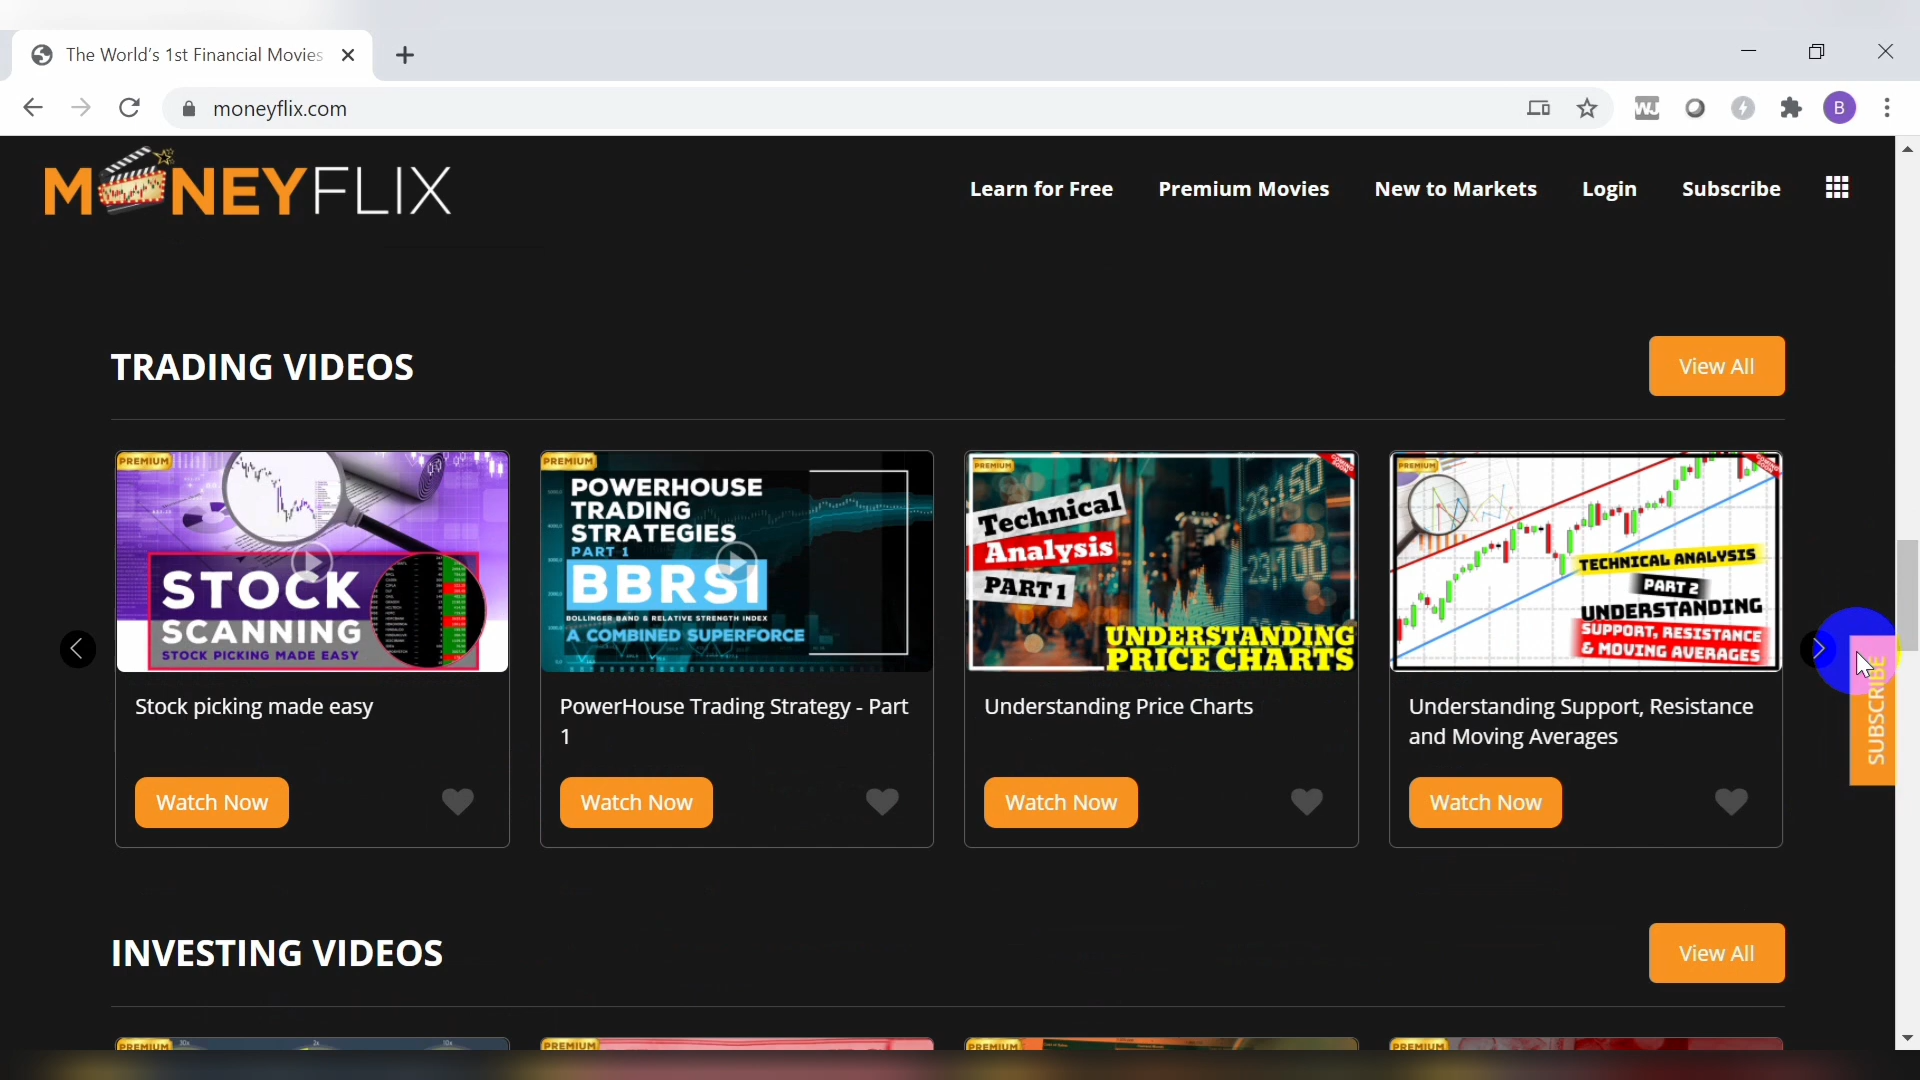 The World's 1st Financial Movies
moneyflix.com
WJ
B
MONEYFLIX
Learn for Free
Premium Movies
New to Markets
Login
Subscribe
TRADING VIDEOS
View All
PREMIUM
STOCK
SCANNING
STOCK PICKING MADE EASY
Stock picking made easy
Watch Now
PREMIUM
POWERHOUSE
TRADING
STRATEGIES
PART 1
BBRSI
BOLLINGER BAND & RELATIVE STRENGTH INDEX
A COMBINED SUPERFORCE
PowerHouse Trading Strategy - Part
1
Watch Now
PREMIUM
Technical
Analysis
PART 1
23,150
23,100
UNDERSTANDING
PRICE CHARTS
Understanding Price Charts
Watch Now
PREMIUM
TECHNICAL ANALYSIS
PART 2
UNDERSTANDING
SUPPORT, RESISTANCE
& MOVING AVERAGES
Understanding Support, Resistance
and Moving Averages
Watch Now
SUBSCRIBE
INVESTING VIDEOS
View All
PREMIUM
PREMIUM
PREMIUM
PREMIUM